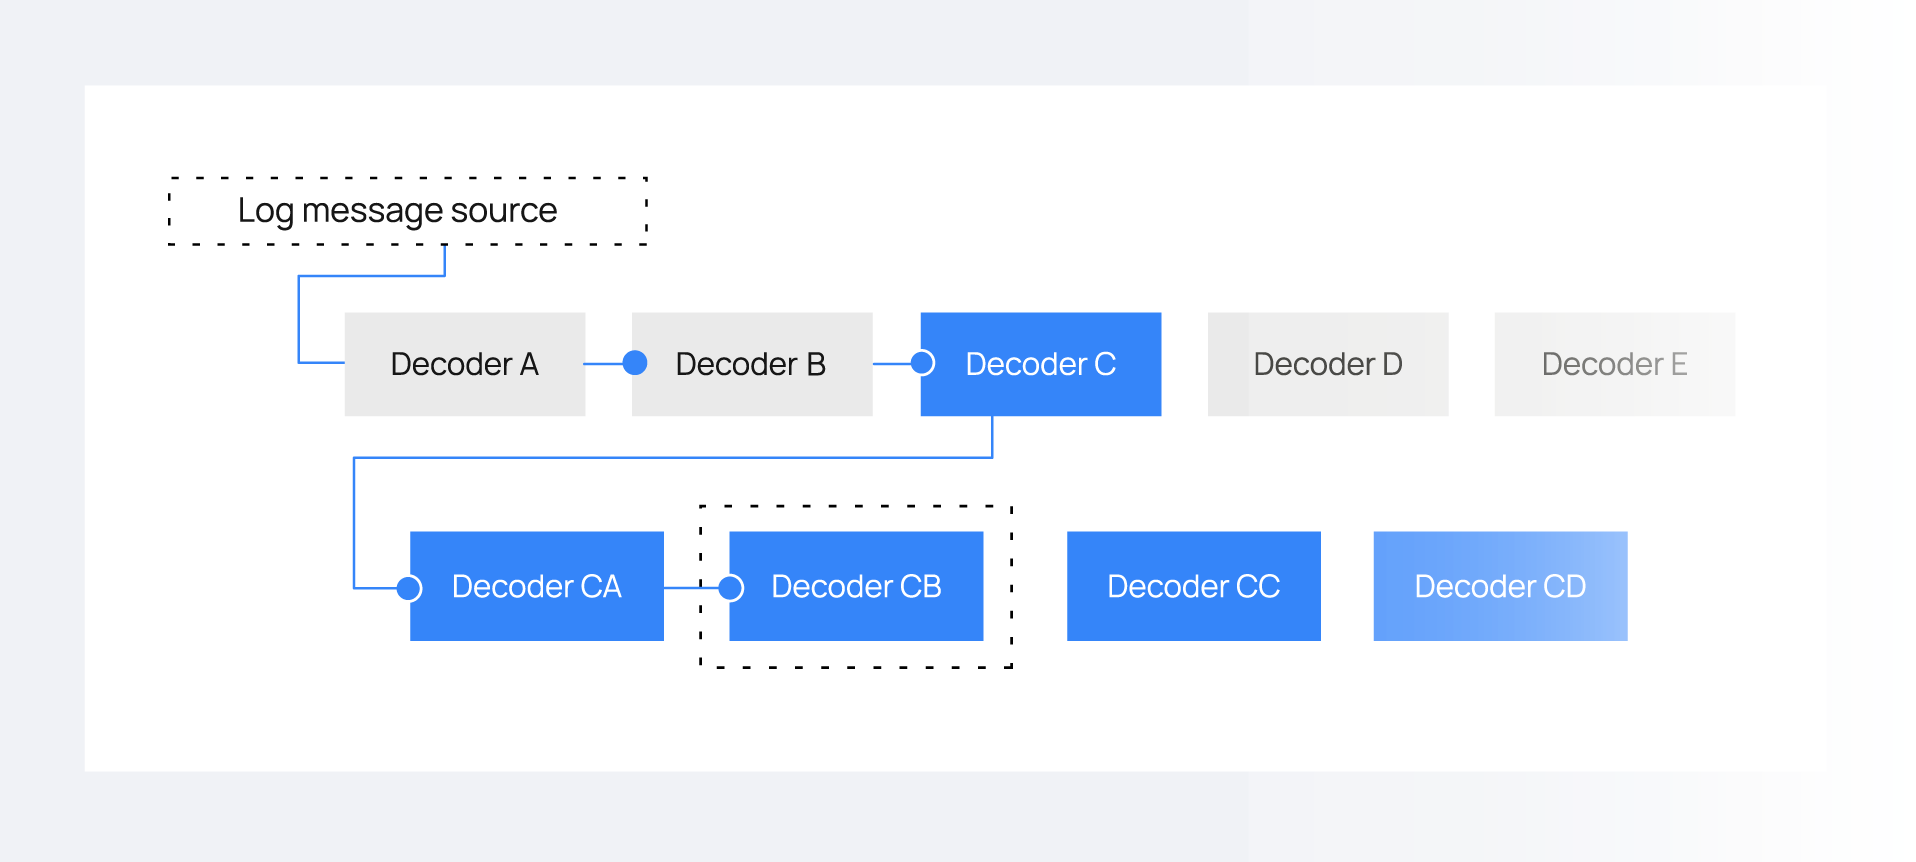 Log message source
Decoder A
Decoder B
Decoder C
Decoder D
Decoder E
Decoder CA
Decoder CB
Decoder CC
Decoder CD